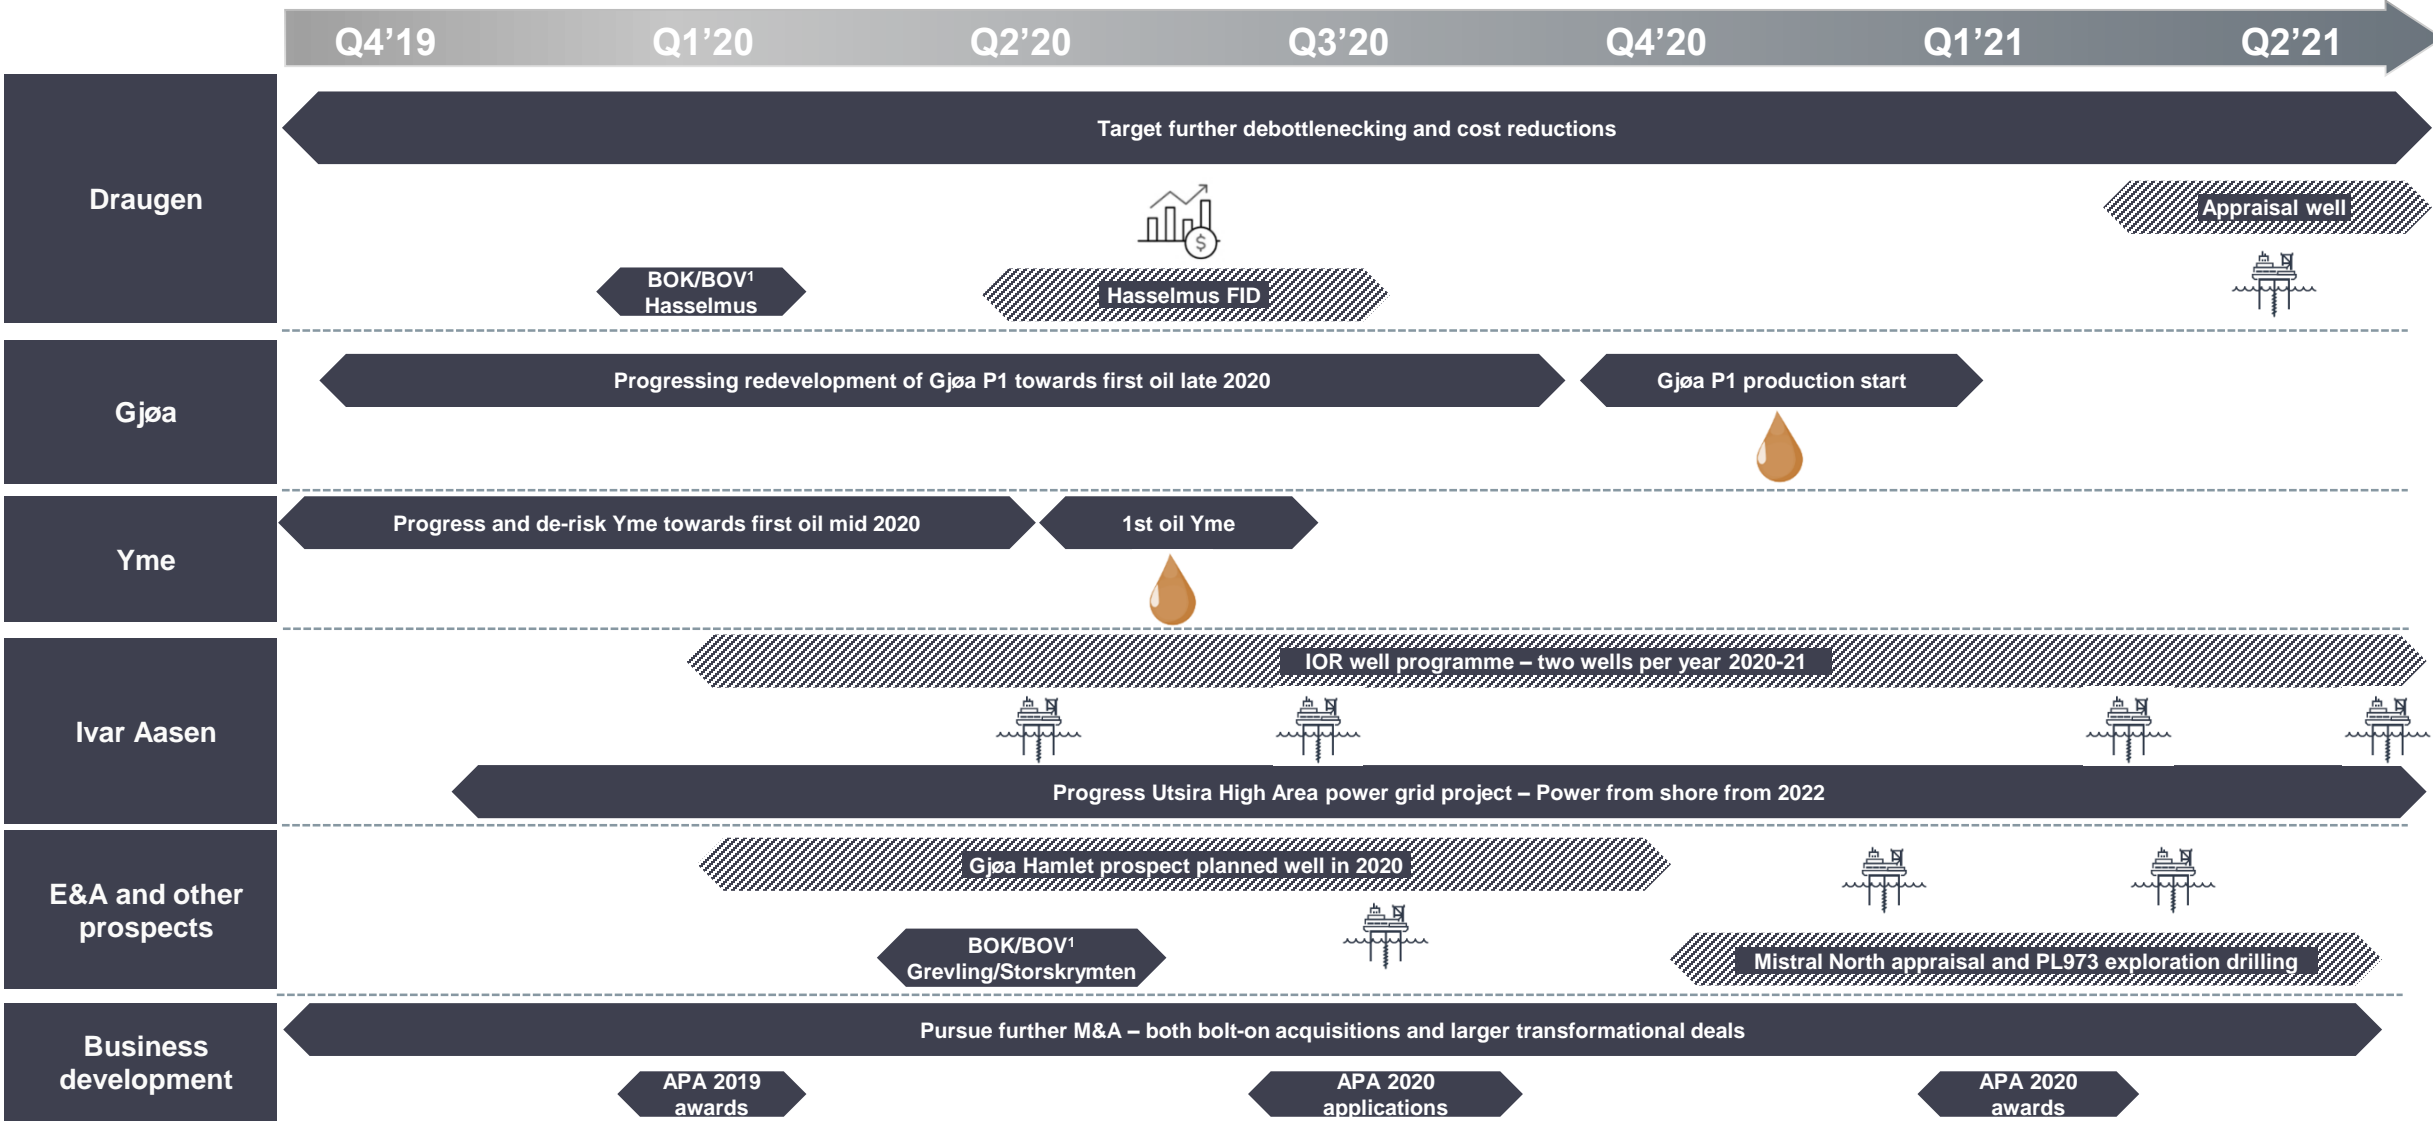 Q4’19 Q1’20 Q2’20 Q3’20 Q4’20 Q1’21 Q2’21
Draugen
Target further debottlenecking and cost reductions
Appraisal well
BOK/BOV¹
Hasselmus
Hasselmus FID
Gjøa
Progressing redevelopment of Gjøa P1 towards first oil late 2020
Gjøa P1 production start
Yme
Progress and de-risk Yme towards first oil mid 2020
1st oil Yme
Ivar Aasen
IOR well programme – two wells per year 2020-21
Progress Utsira High Area power grid project – Power from shore from 2022
E&A and other
prospects
Gjøa Hamlet prospect planned well in 2020
BOK/BOV¹
Grevling/Storskrymten
Mistral North appraisal and PL973 exploration drilling
Business
development
Pursue further M&A – both bolt-on acquisitions and larger transformational deals
APA 2019
awards
APA 2020
applications
APA 2020
awards